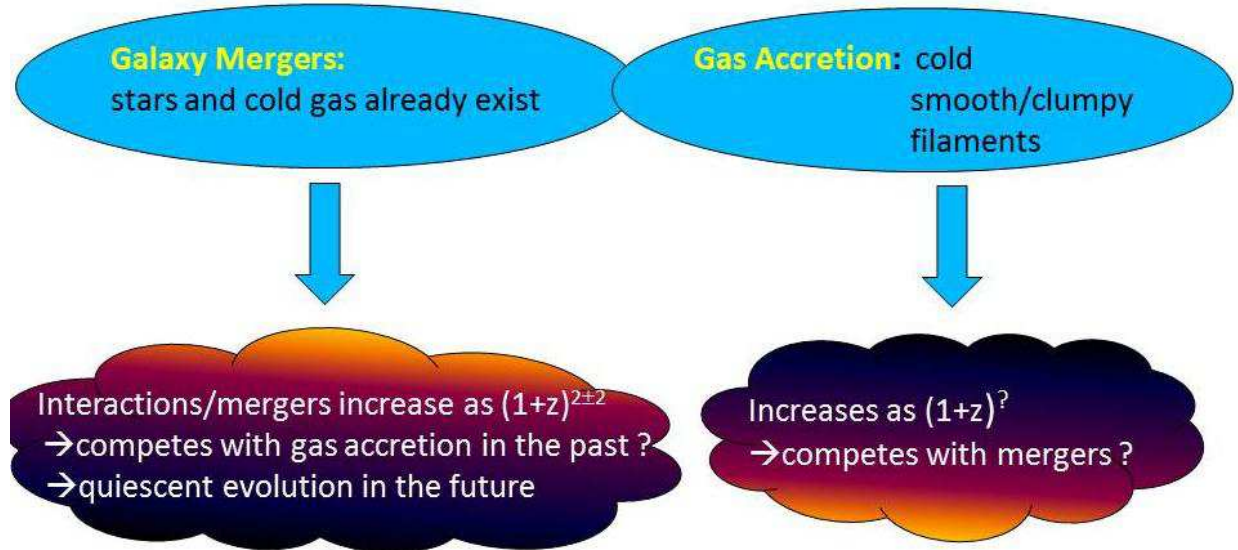 Galaxy Mergers:
stars and cold gas already exist
Gas Accretion: cold
smooth/clumpy
filaments
Interactions/mergers increase as (1+z)²±²
→competes with gas accretion in the past ?
→quiescent evolution in the future
Increases as (1+z)?
→competes with mergers ?